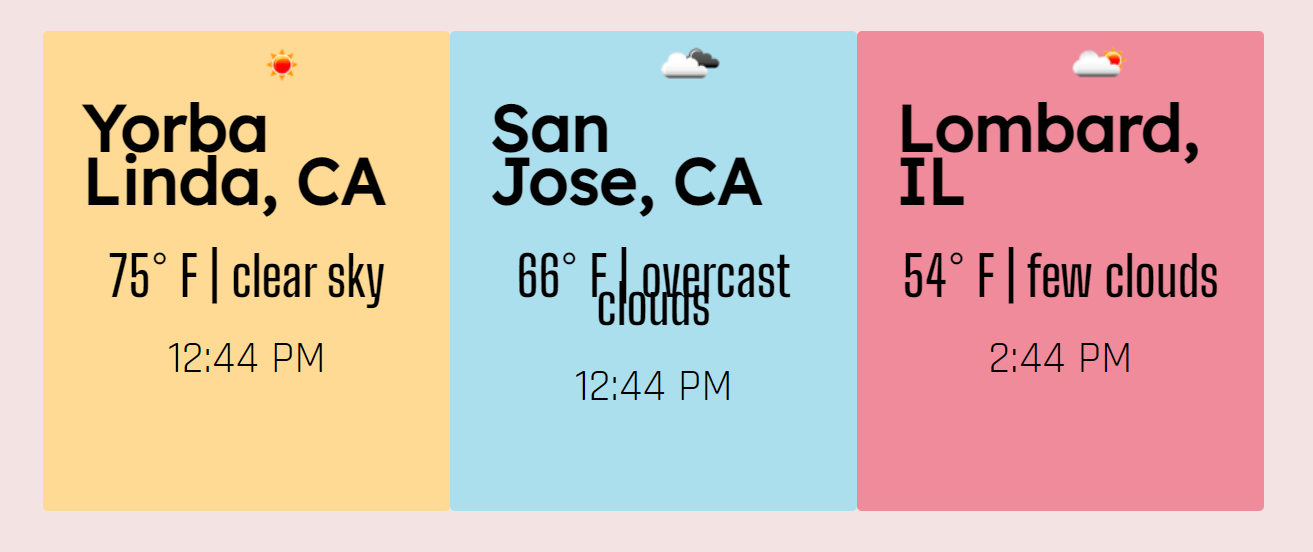 Yorba
Linda, CA
75° F | clear sky
12:44 PM
San
Jose, CA
66° F | overcast
clouds
12:44 PM
Lombard,
IL
54° F | few clouds
2:44 PM